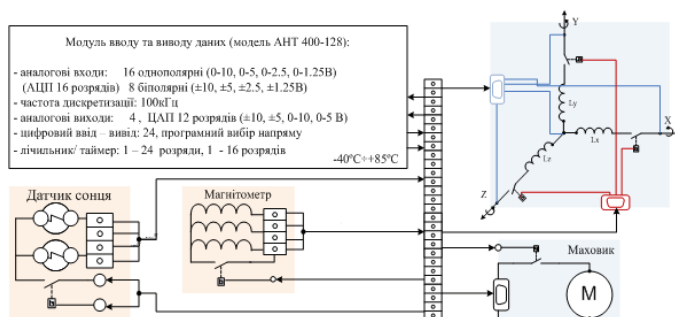 Модуль вводу та виводу даних (модель АНТ 400-128):
- аналогові входи: 16 однополярні (0-10, 0-5, 0-2.5, 0-1.25В)
(АЦП 16 розрядів) 8 біполярні (±10, ±5, ±2.5, ±1.25В)
- частота дискретизації: 100кГц
- аналогові виходи: 4 , ЦАП 12 розрядів (±10, ±5, 0-10, 0-5 В)
- цифровий ввід – вивід: 24, програмний вибір напряму
- лічильник/ таймер: 1 – 24 розряди, 1 - 16 розрядів
-40ºC÷+85ºC
Датчик сонця
Магнітометр
Y
Ly
X
Lx
Lz
Z
Маховик
M